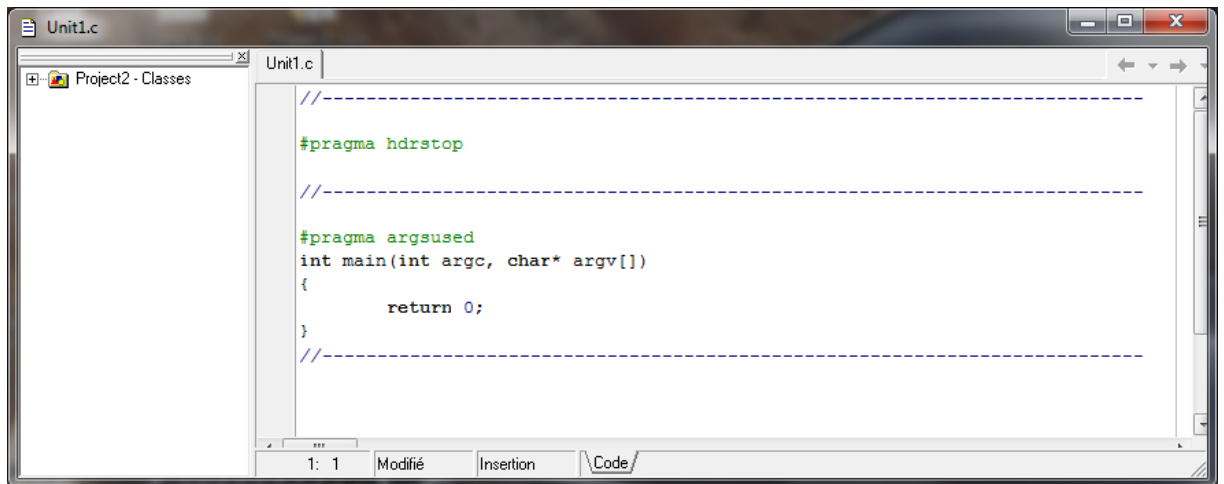 Unit1.c
Project2 - Classes
Unit1.c
//---------------------------------------------------------------------------
#pragma hdrstop
//---------------------------------------------------------------------------
#pragma argsused
int main(int argc, char* argv[])
{
        return 0;
}
//---------------------------------------------------------------------------
1: 1 Modifié Insertion \Code/